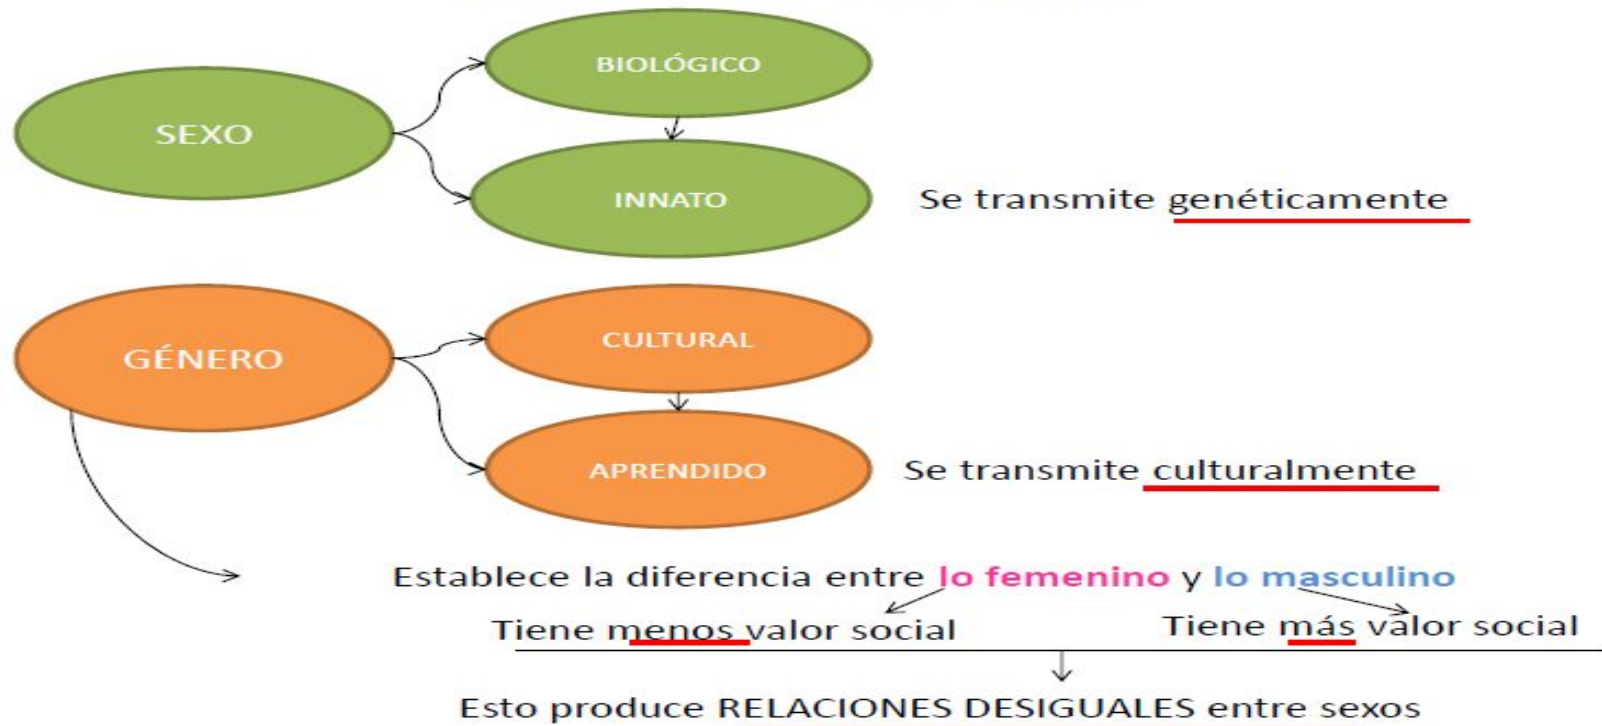 BIOLÓGICO
SEXO
INNATO
Se transmite genéticamente
CULTURAL
GÉNERO
APRENDIDO
Se transmite culturalmente
Establece la diferencia entre lo femenino y lo masculino
Tiene menos valor social
Tiene más valor social
Esto produce RELACIONES DESIGUALES entre sexos